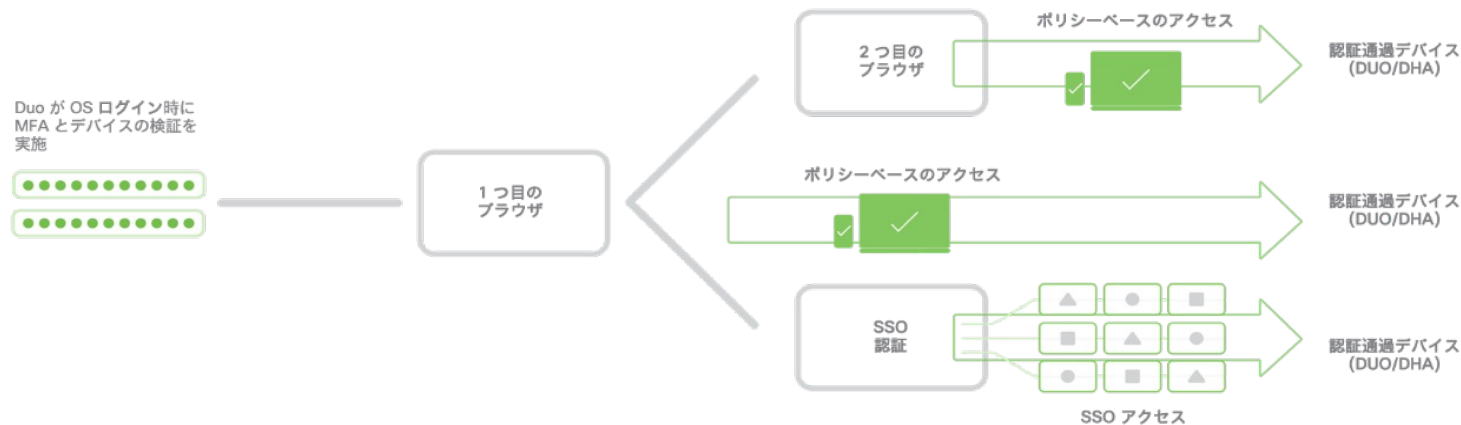 Duo が OS ログイン時に
MFA とデバイスの検証を
実施
1 つ目の
ブラウザ
2 つ目の
ブラウザ
ポリシーベースのアクセス
認証通過デバイス
(DUO/DHA)
ポリシーベースのアクセス
認証通過デバイス
(DUO/DHA)
SSO
認証
SSO アクセス
認証通過デバイス
(DUO/DHA)